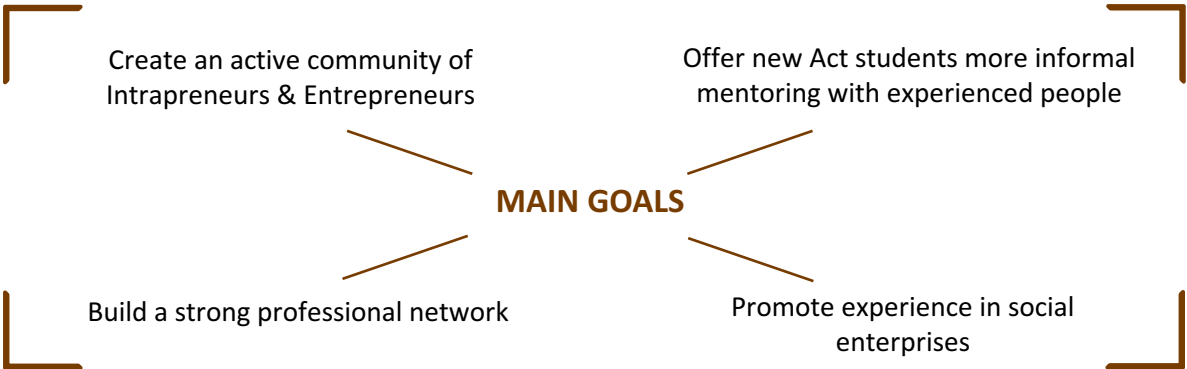 Create an active community of
Intrapreneurs & Entrepreneurs
Offer new Act students more informal
mentoring with experienced people
MAIN GOALS
Build a strong professional network
Promote experience in social
enterprises